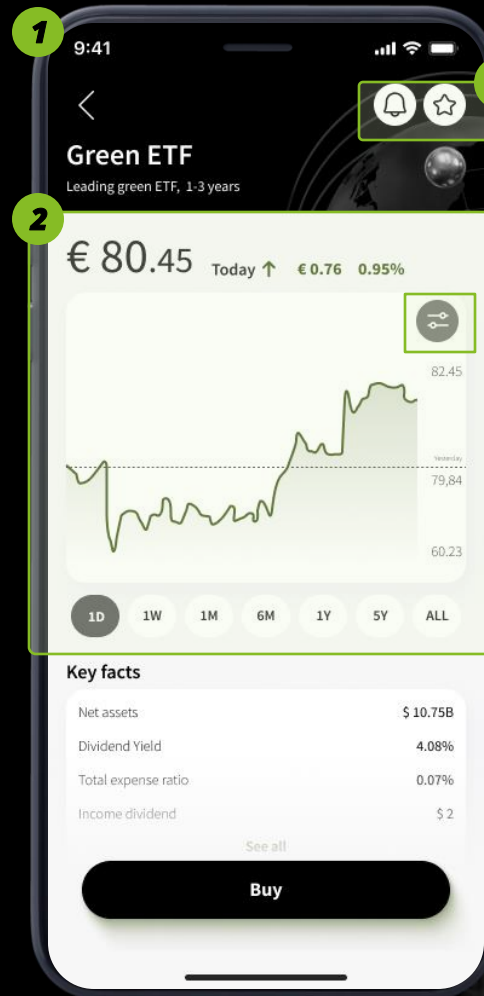 1
9:41
Green ETF
Leading green ETF, 1-3 years
2
€ 80.45 Today ↑ € 0.76 0.95%
82.45
Yesterday
79,84
60.23
1D 1W 1M 6M 1Y 5Y ALL
Key facts
Net assets $ 10.75B
Dividend Yield 4.08%
Total expense ratio 0.07%
Income dividend $ 2
See all
Buy